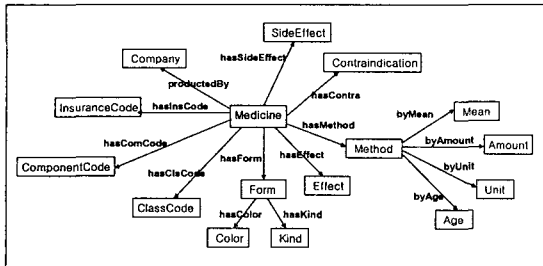 SideEffect
Company
hasSideEffect
Contraindication
productedBy
hasContra
InsuranceCode
hasInsCode
Medicine
Mean
byMean
hasMethod
hasComCode
Method
byAmount
Amount
hasForm
hasEffect
hasClsCode
byUnit
ComponentCode
Form
Effect
Unit
byAge
ClassCode
hasColor
hasKind
Age
Color
Kind